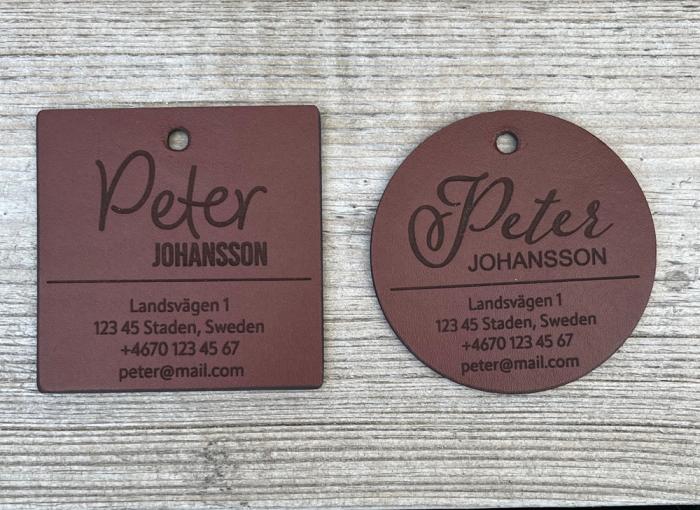 Peter
JOHANSSON
Landsvägen 1
123 45 Staden, Sweden
+4670 123 45 67
peter@mail.com
Peter
JOHANSSON
Landsvägen 1
123 45 Staden, Sweden
+4670 123 45 67
peter@mail.com